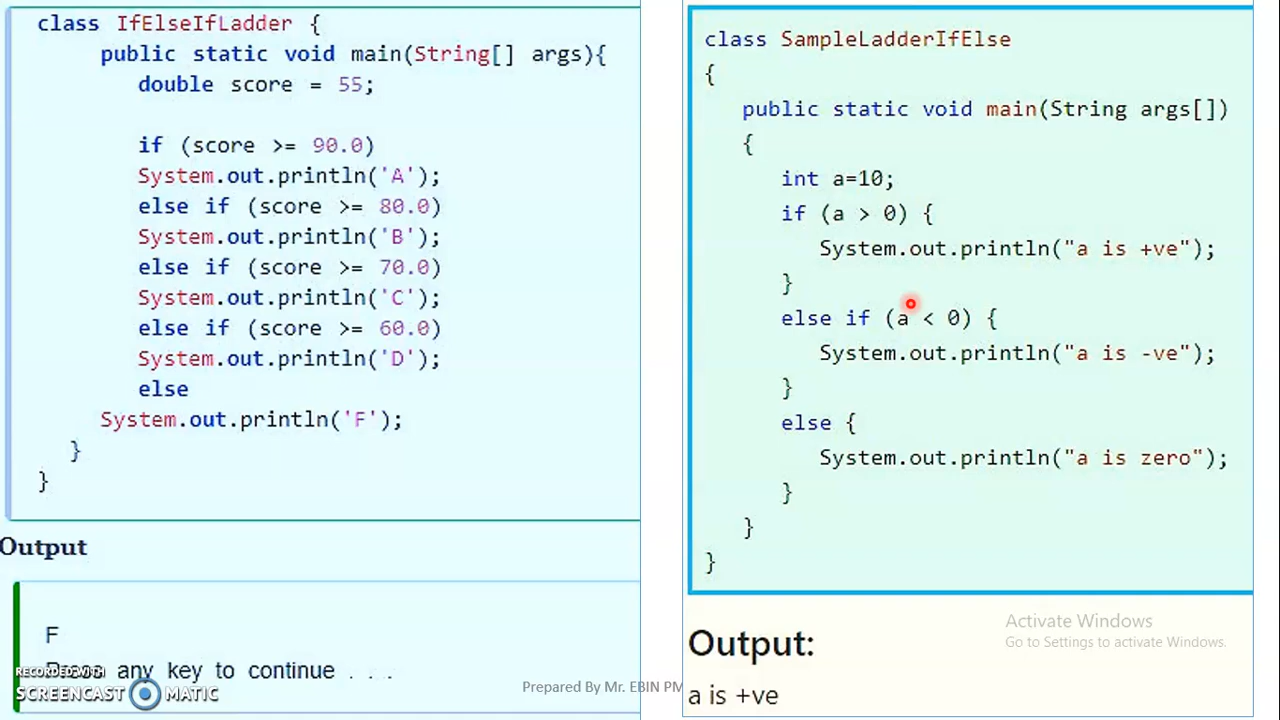 class IfElseIfLadder {
public static void main(String[] args){
double score = 55;
if (score >= 90.0)
System.out.println('A');
else if (score >= 80.0)
System.out.println('B');
else if (score >= 70.0)
System.out.println('C');
else if (score >= 60.0)
System.out.println('D');
else
System.out.println('F');
}
}
Output
F
Press any key to continue . . .
RECORDED WITH
SCREENCAST MATIC
class SampleLadderIfElse
{
public static void main(String args[])
{
int a=10;
if (a > 0) {
System.out.println("a is +ve");
}
else if (a < 0) {
System.out.println("a is -ve");
}
else {
System.out.println("a is zero");
}
}
}
Activate Windows
Go to Settings to activate Windows.
Output:
a is +ve
Prepared By Mr. EBIN PM